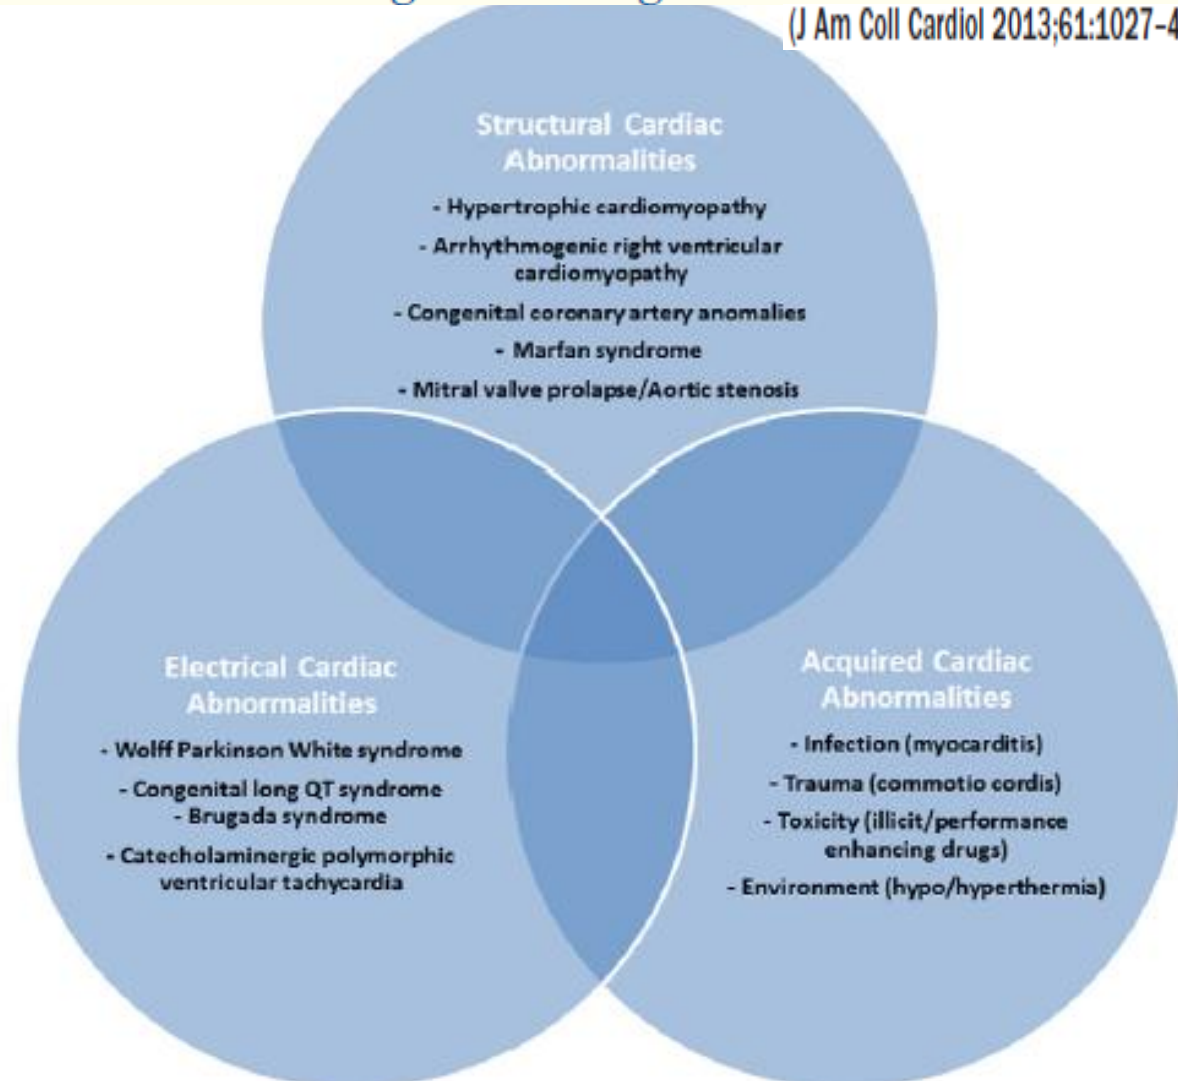 (J Am Coll Cardiol 2013;61:1027-4
Structural Cardiac
Abnormalities
- Hypertrophic cardiomyopathy
- Arrhythmogenic right ventricular
cardiomyopathy
- Congenital coronary artery anomalies
- Marfan syndrome
- Mitral valve prolapse/Aortic stenosis
Electrical Cardiac
Abnormalities
- Wolff Parkinson White syndrome
- Congenital long QT syndrome
- Brugada syndrome
- Catecholaminergic polymorphic
ventricular tachycardia
Acquired Cardiac
Abnormalities
- Infection (myocarditis)
- Trauma (commotio cordis)
- Toxicity (illicit/performance
enhancing drugs)
- Environment (hypo/hyperthermia)